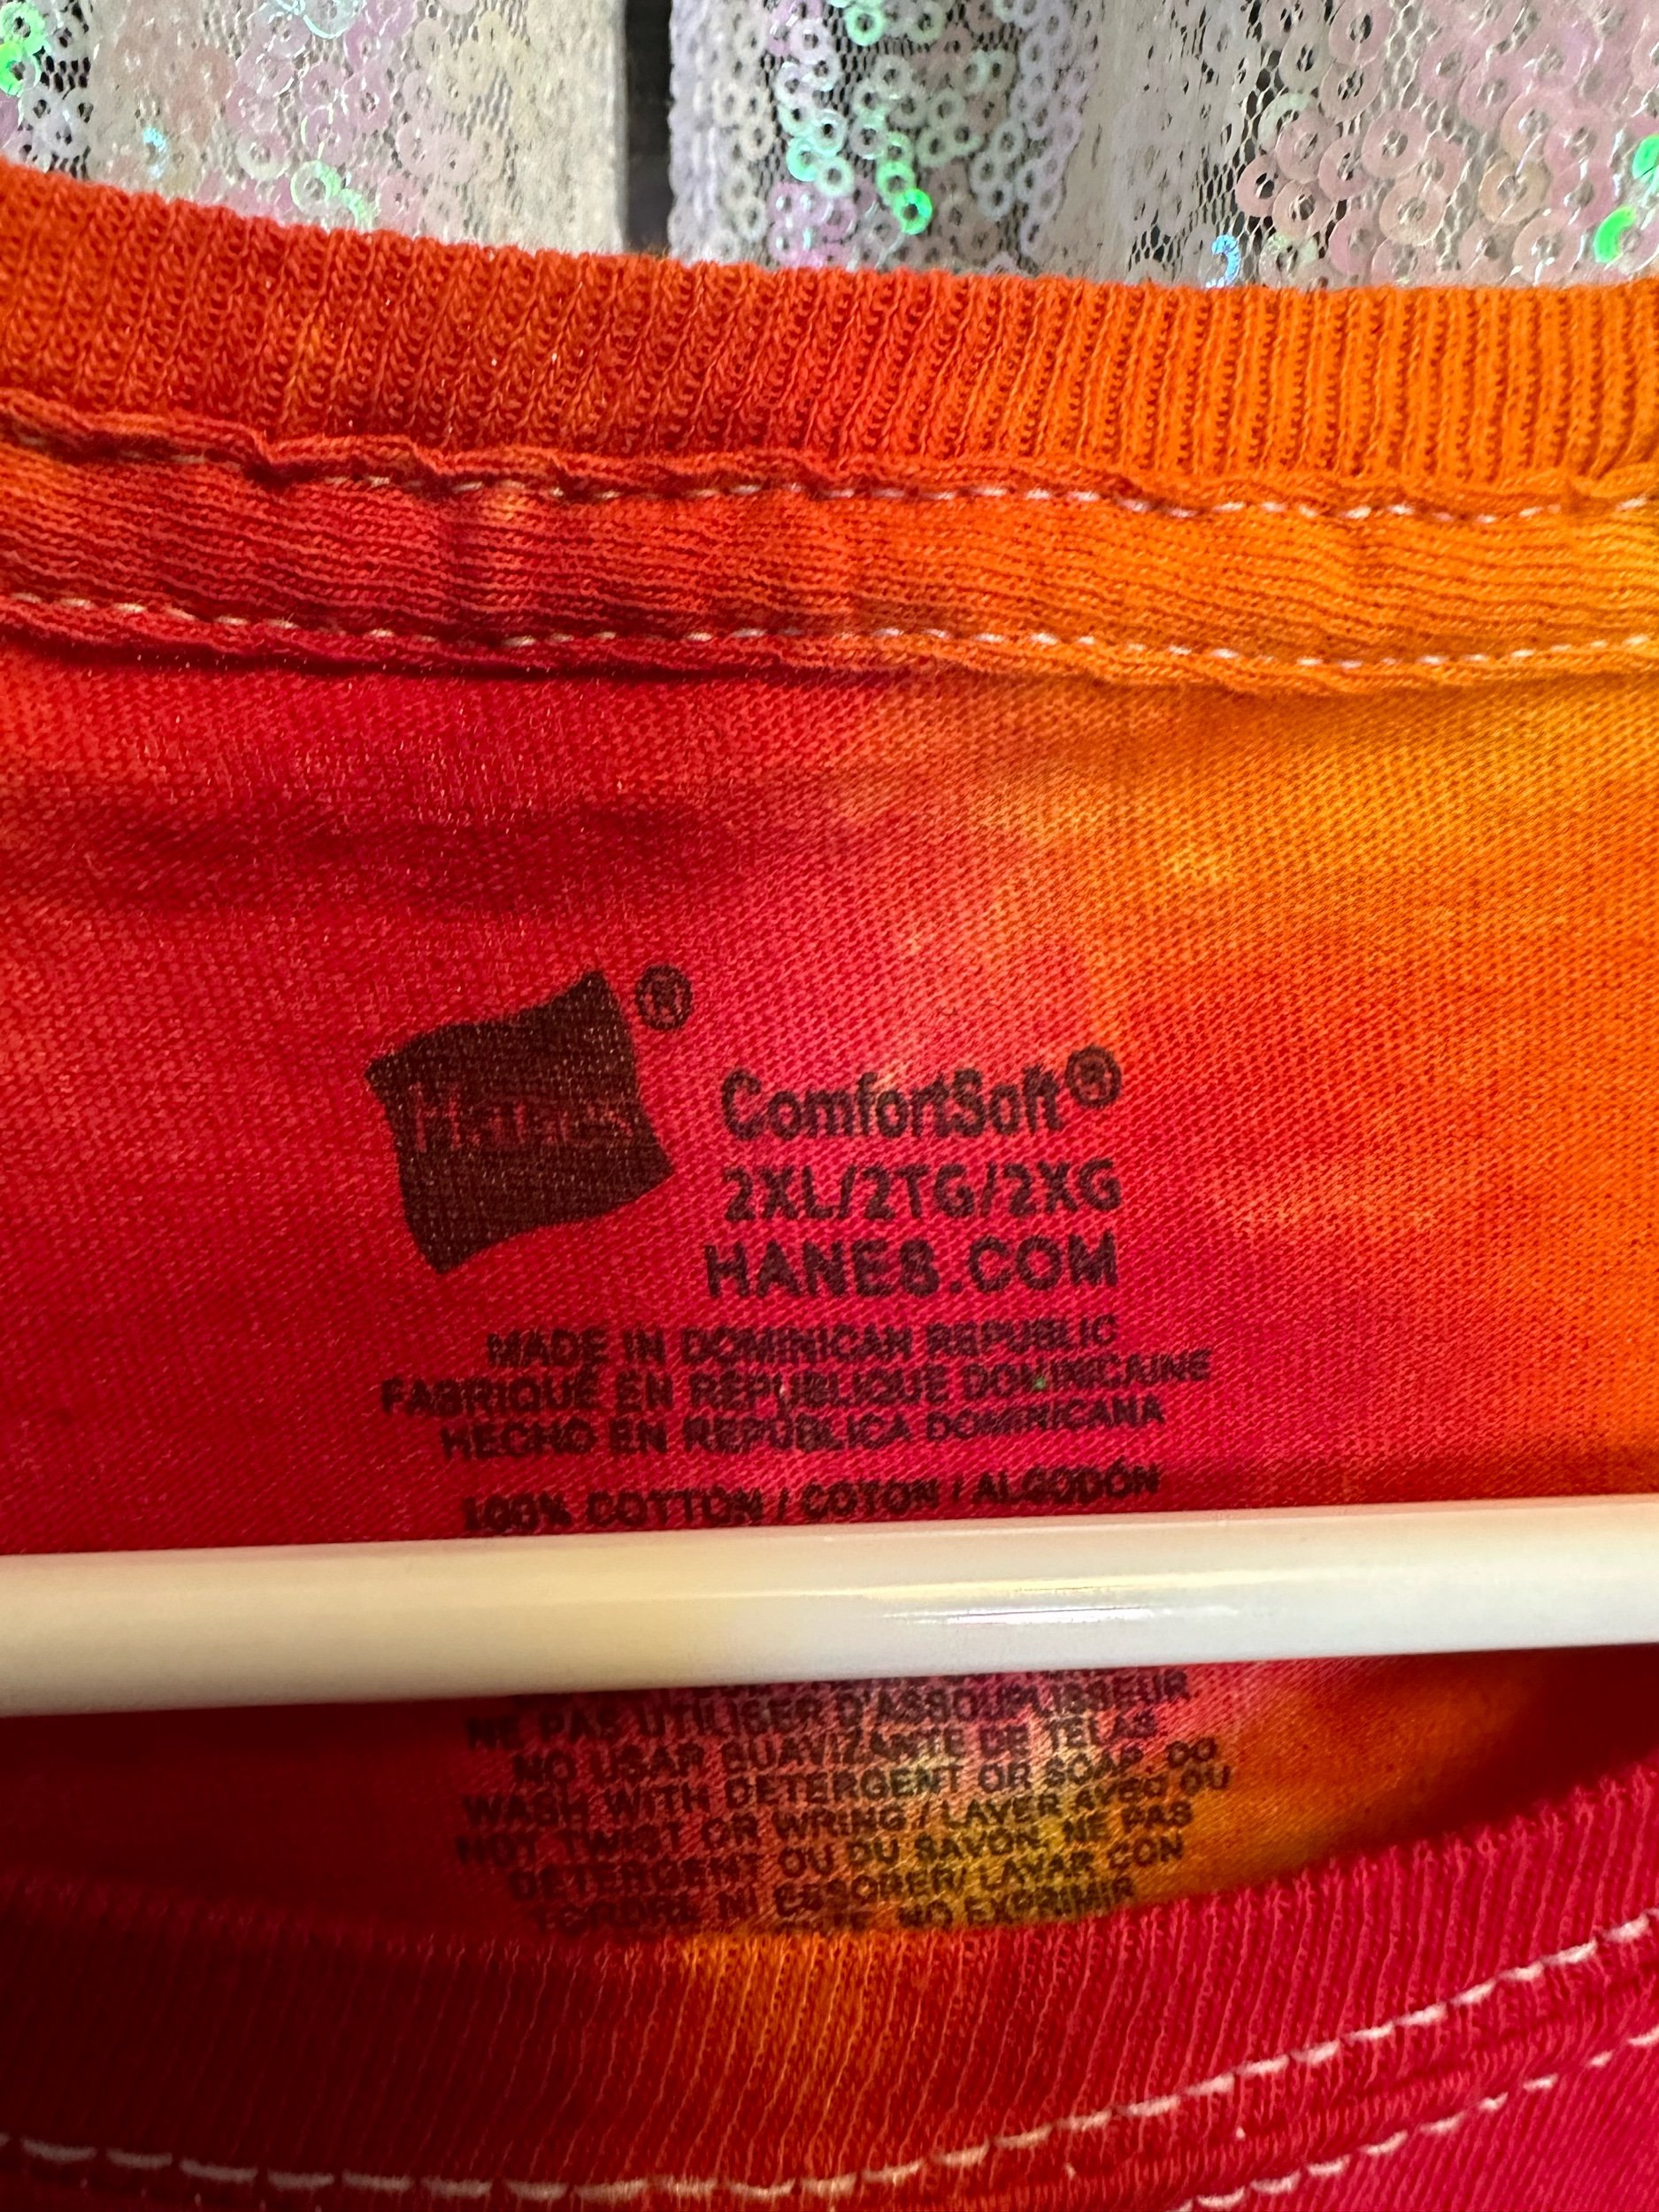 Hanes ®
ComfortSoft®
2XL/2TG/2XG
HANES.COM
MADE IN DOMINICAN REPUBLIC
FABRIQUÉ EN RÉPUBLIQUE DOMINICAINE
HECHO EN REPÚBLICA DOMINICANA
100% COTTON / COTON / ALGODÓN
NE PAS UTILISER D'ASSOUPLISSEUR
NO USAR SUAVIZANTE DE TELAS.
WASH WITH DETERGENT OR SOAP. DO
NOT TWIST OR WRING / LAVER AVEC OU
DETERGENT OU DU SAVON. NE PAS
TORDRE NI ESSORER/ LAVAR CON
NO EXPRIMIR